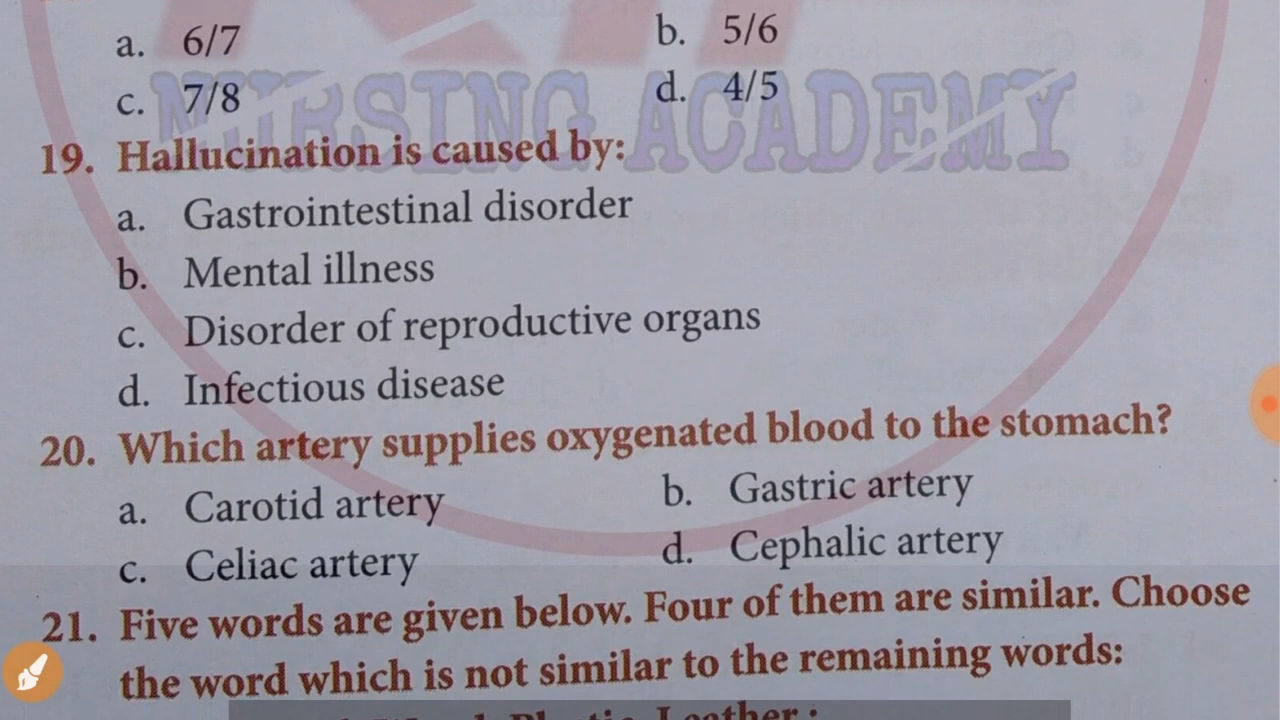 a. 6/7 b. 5/6
c. 7/8 d. 4/5
NURSING ACADEMY
19. Hallucination is caused by:
a. Gastrointestinal disorder
b. Mental illness
c. Disorder of reproductive organs
d. Infectious disease
20. Which artery supplies oxygenated blood to the stomach?
a. Carotid artery b. Gastric artery
c. Celiac artery d. Cephalic artery
21. Five words are given below. Four of them are similar. Choose
the word which is not similar to the remaining words:
Plastic, Leather :